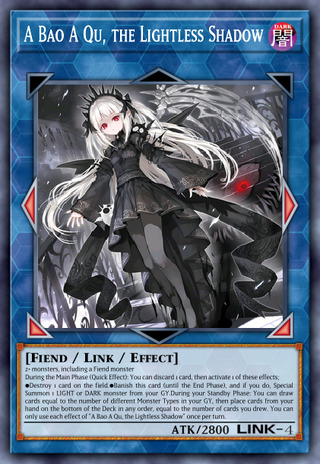 A Bao A Qu, the Lightless Shadow
DARK
闇
[Fiend / Link / Effect]
2+ monsters, including a Fiend monster
During the Main Phase (Quick Effect): You can discard 1 card, then activate 1 of these effects;
●Destroy 1 card on the field.●Banish this card (until the End Phase), and if you do, Special
Summon 1 LIGHT or DARK monster from your GY.During your Standby Phase: You can draw
cards equal to the number of different Monster Types in your GY, then place cards from your
hand on the bottom of the Deck in any order, equal to the number of cards you drew. You can
only use each effect of "A Bao A Qu, the Lightless Shadow" once per turn.
ATK/2800 LINK-4